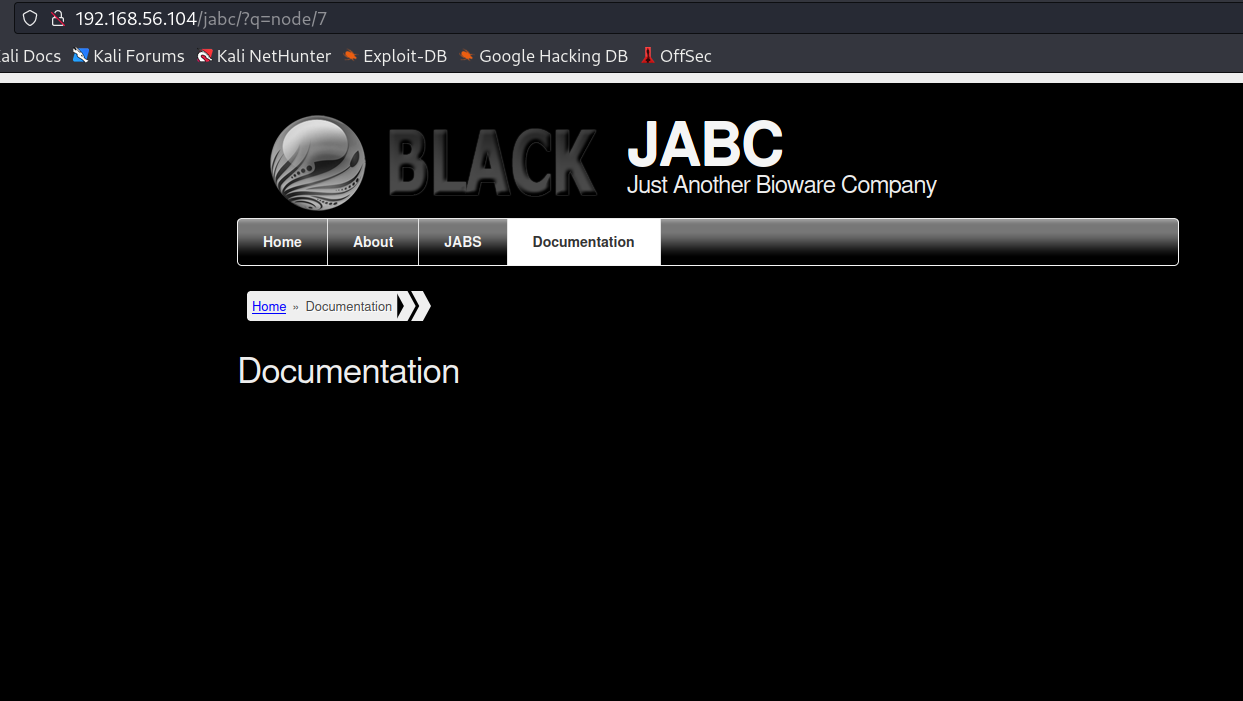 192.168.56.104/jabc/?q=node/7
ali Docs Kali Forums Kali NetHunter Exploit-DB Google Hacking DB OffSec
BLACK JABC
Just Another Bioware Company
Home About JABS Documentation
Home » Documentation
Documentation